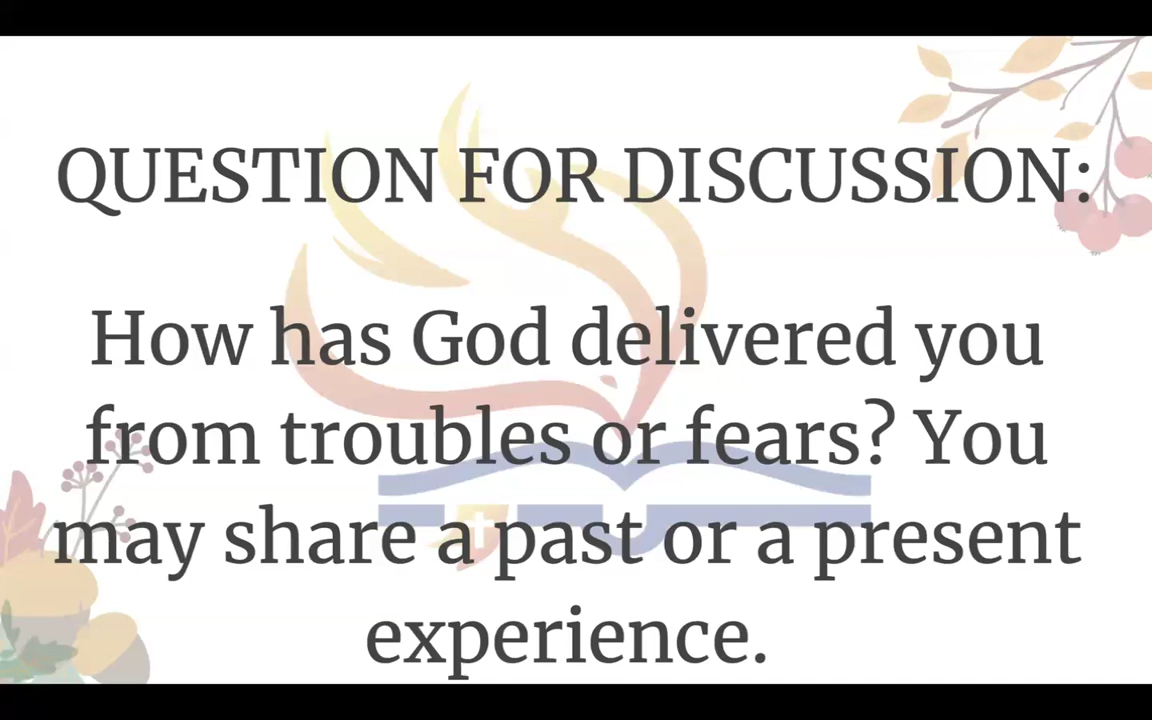 QUESTION FOR DISCUSSION:
How has God delivered you
from troubles or fears? You
may share a past or a present
experience.